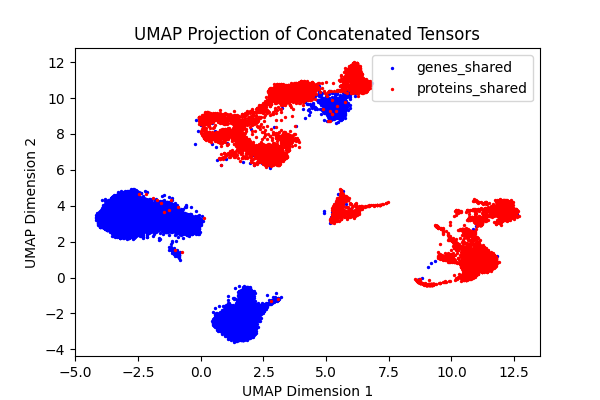 UMAP Projection of Concatenated Tensors
genes_shared
proteins_shared
UMAP Dimension 2
12
10
8
6
4
2
0
−2
−4
−5.0 −2.5 0.0 2.5 5.0 7.5 10.0 12.5
UMAP Dimension 1